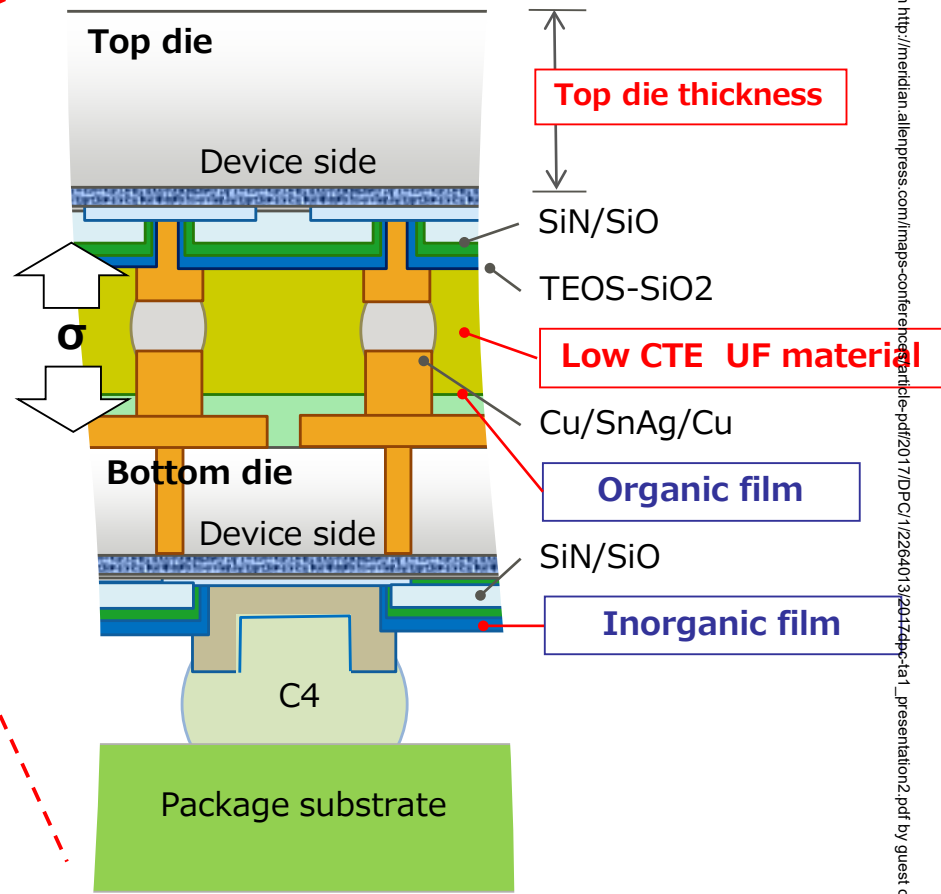 Top die
Top die thickness
Device side
SiN/SiO
TEOS-SiO2
σ
Low CTE UF material
Cu/SnAg/Cu
Bottom die
Organic film
Device side
SiN/SiO
Inorganic film
C4
Package substrate
http://meridian.allenpress.com/imaps-conferences/article-pdf/2017/DPC/1/2264013/2017dpc-ta1_presentation2.pdf by guest